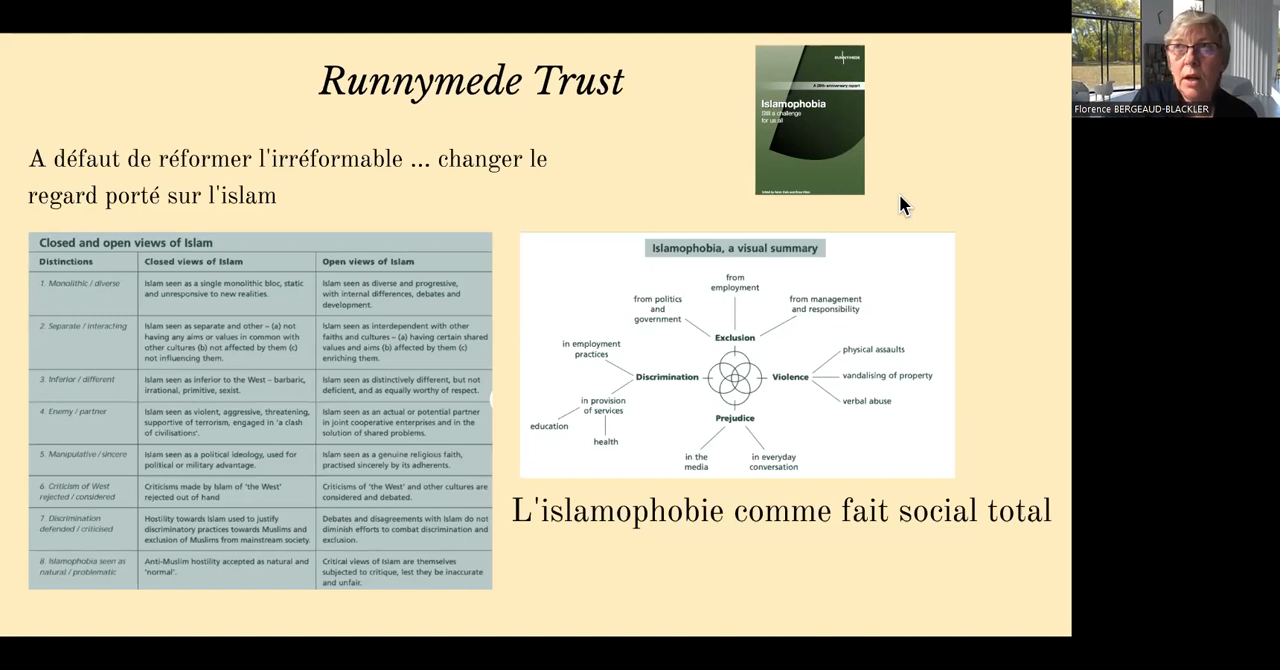 Runnymede Trust
A défaut de réformer l'irréformable ... changer le
regard porté sur l'islam
RUNNYMEDE
A 20th-anniversary report
Islamophobia
Still a challenge
for us all
Florence BERGEAUD-BLACKLER
Closed and open views of Islam
Distinctions
Closed views of Islam
Open views of Islam
1. Monolithic / diverse
Islam seen as a single monolithic bloc, static
and unresponsive to new realities.
Islam seen as diverse and progressive,
with internal differences, debates and
development.
2. Separate / interacting
Islam seen as separate and other – (a) not
having any aims or values in common with
other cultures (b) not affected by them (c)
not influencing them.
Islam seen as interdependent with other
faiths and cultures – (a) having certain shared
values and aims (b) affected by them (c)
enriching them.
3. Inferior / different
Islam seen as inferior to the West – barbaric,
irrational, primitive, sexist.
Islam seen as distinctively different, but not
deficient, and as equally worthy of respect.
4. Enemy / partner
Islam seen as violent, aggressive, threatening,
supportive of terrorism, engaged in 'a clash
of civilisations'.
Islam seen as an actual or potential partner
in joint cooperative enterprises and in the
solution of shared problems.
5. Manipulative / sincere
Islam seen as a political ideology, used for
political or military advantage.
Islam seen as a genuine religious faith,
practised sincerely by its adherents.
6. Criticism of West
rejected / considered
Criticisms made by Islam of 'the West'
rejected out of hand
Criticisms of 'the West' and other cultures are
considered and debated.
7. Discrimination
defended / criticised
Hostility towards Islam used to justify
discriminatory practices towards Muslims and
exclusion of Muslims from mainstream society.
Debates and disagreements with Islam do not
diminish efforts to combat discrimination and
exclusion.
8. Islamophobia seen as
natural / problematic
Anti-Muslim hostility accepted as natural and
'normal'.
Critical views of Islam are themselves
subjected to critique, lest they be inaccurate
and unfair.
Islamophobia, a visual summary
from
employment
from politics
and
government
from management
and responsibility
Exclusion
in employment
practices
physical assaults
Discrimination
Violence
vandalising of property
in provision
of services
verbal abuse
education
health
Prejudice
in the
media
in everyday
conversation
L'islamophobie comme fait social total